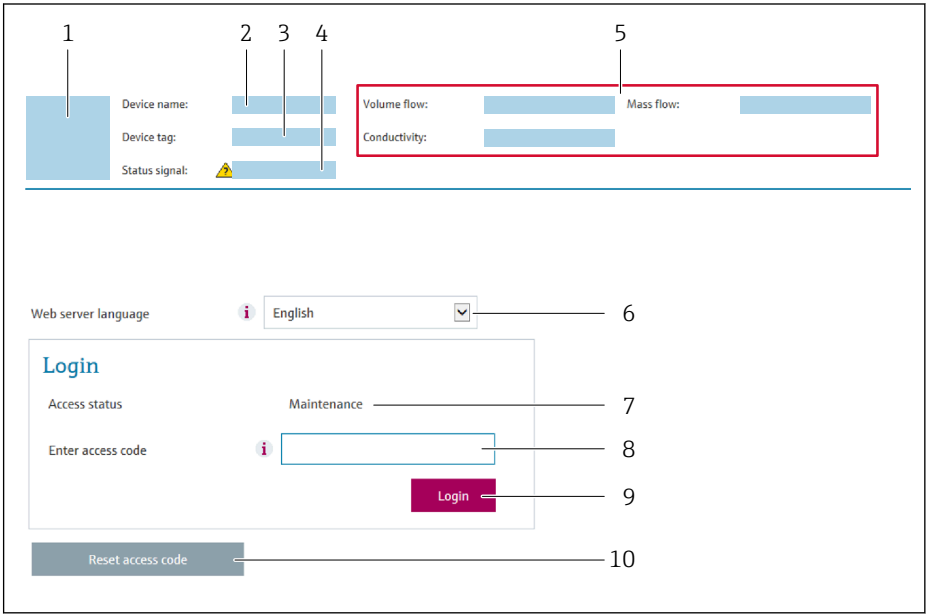 1 2 3 4 5
Device name: Volume flow: Mass flow:
Device tag: Conductivity:
Status signal: ?
Web server language i English 6
Login
Access status Maintenance 7
Enter access code i 8
Login 9
Reset access code 10